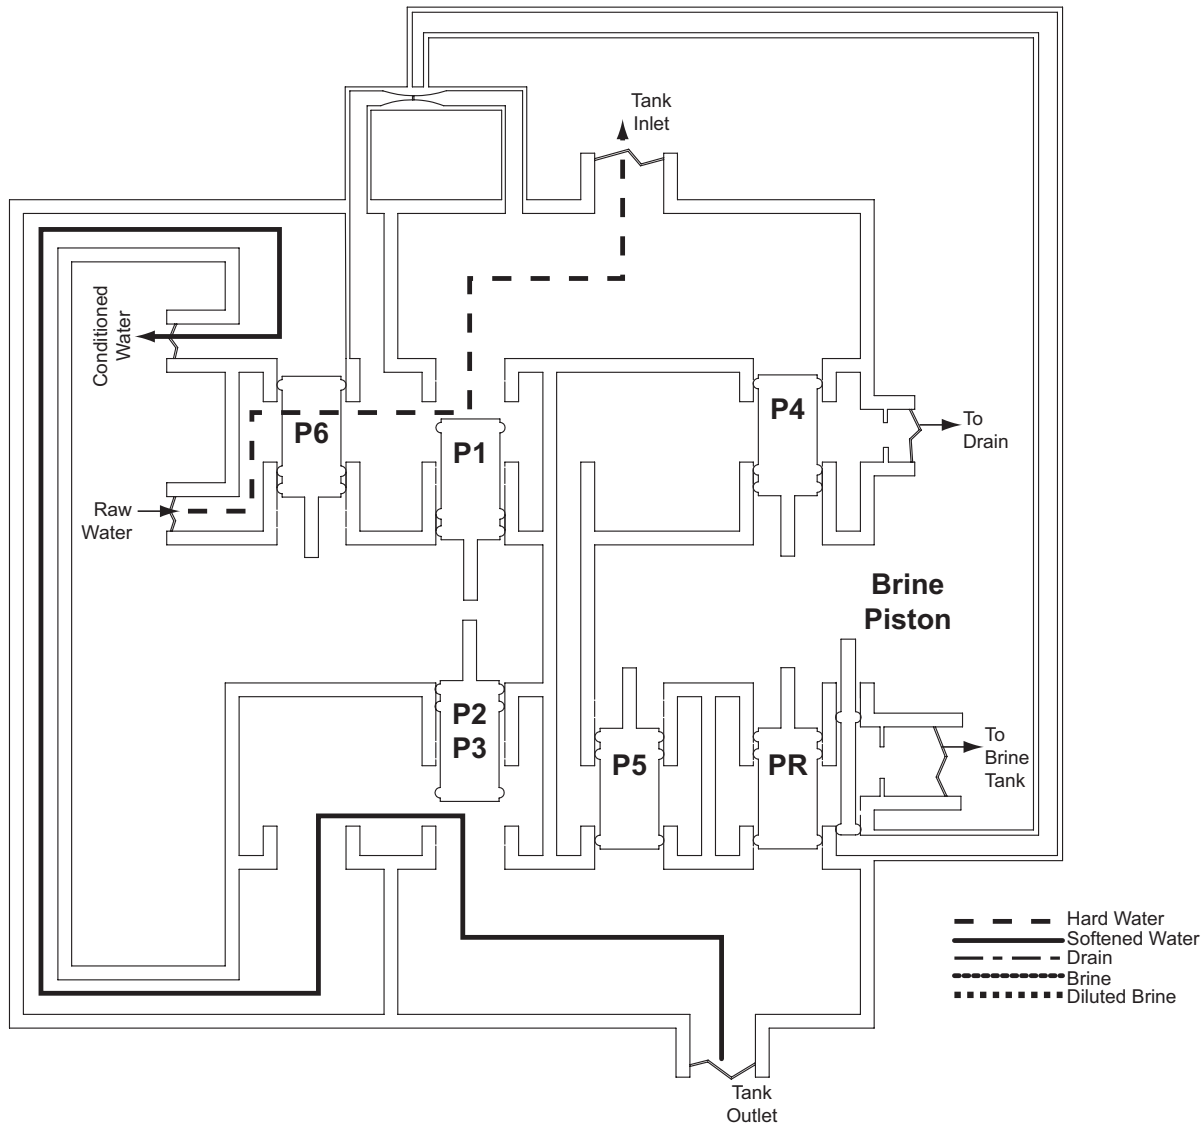 Tank
Inlet
Conditioned
Water
P6
P1
P4
To
Drain
Raw
Water
Brine
Piston
P2
P3
P5
PR
To
Brine
Tank
Hard Water
Softened Water
Drain
Brine
Diluted Brine
Tank
Outlet